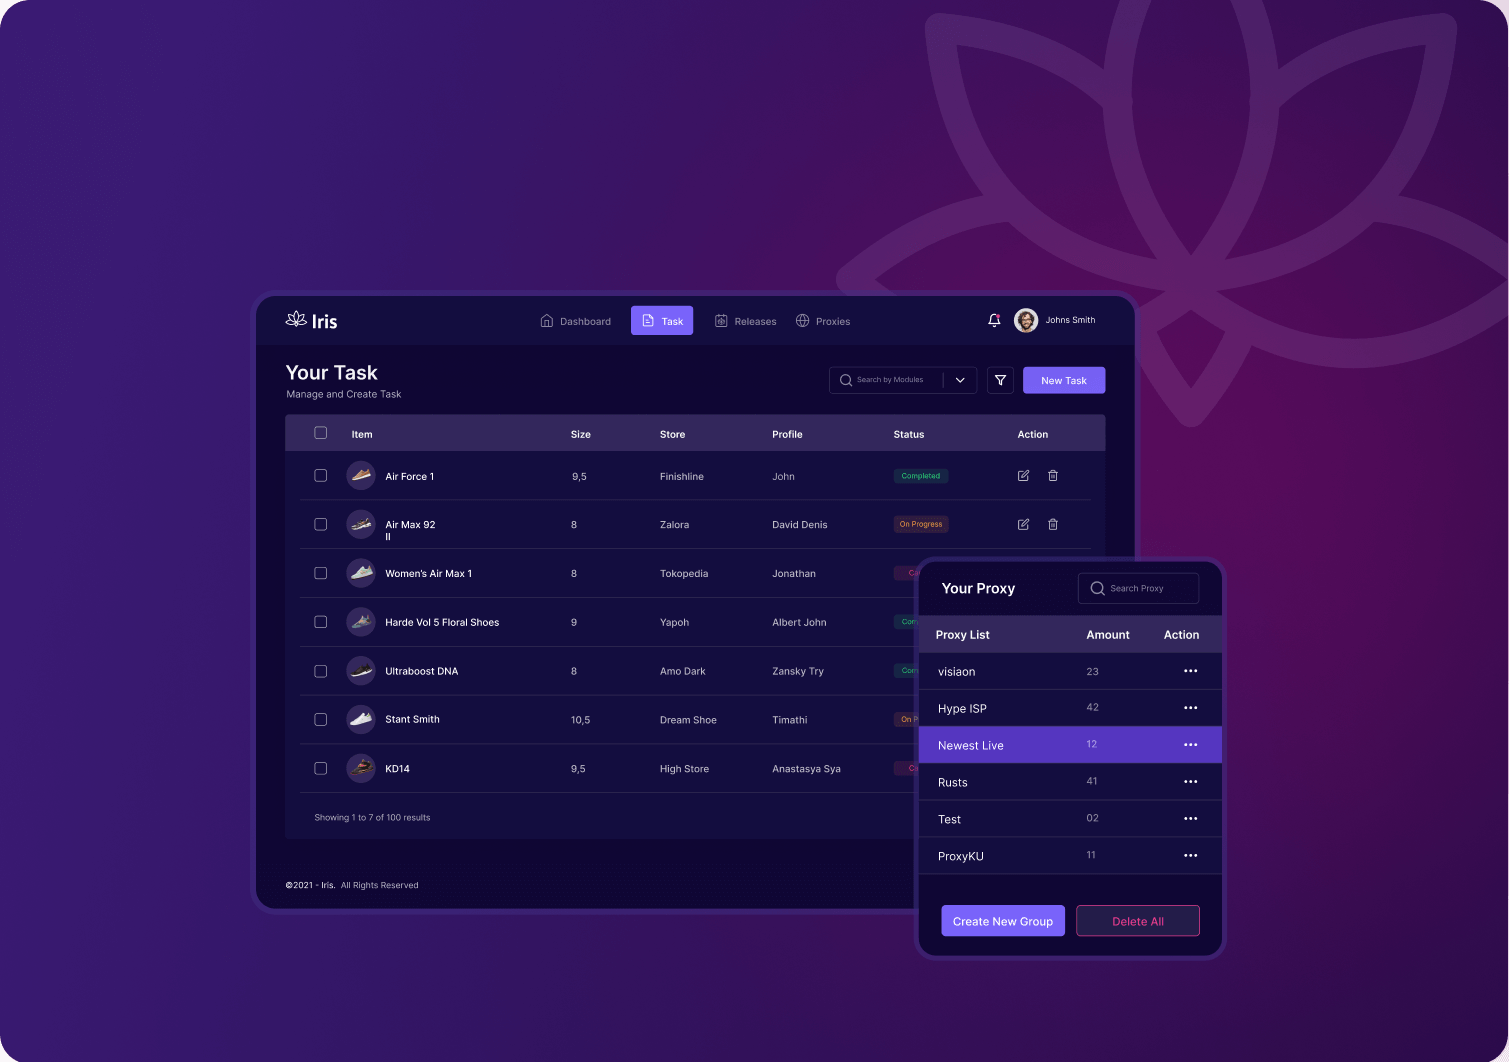 Iris
Dashboard
Task
Releases
Proxies
Johns Smith
Your Task
Manage and Create Task
Search by Modules
New Task
Item Size Store Profile Status Action
Air Force 1 9,5 Finishline John Completed
Air Max 92 8 Zalora David Denis On Progress
II
Women's Air Max 1 8 Tokopedia Jonathan
Harde Vol 5 Floral Shoes 9 Yapoh Albert John
Ultraboost DNA 8 Amo Dark Zansky Try
Stant Smith 10,5 Dream Shoe Timathi On
KD14 9,5 High Store Anastasya Sya
Showing 1 to 7 of 100 results
©2021 - Iris. All Rights Reserved
Your Proxy
Search Proxy
Proxy List Amount Action
visiaon 23
Hype ISP 42
Newest Live 12
Rusts 41
Test 02
ProxyKU 11
Create New Group
Delete All